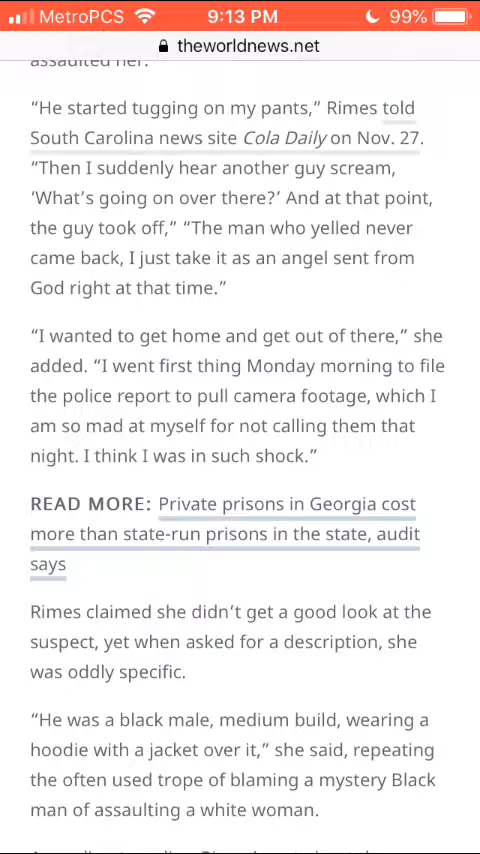 MetroPCS 9:13 PM 99%
theworldnews.net
assaulted her.
“He started tugging on my pants,” Rimes told
South Carolina news site Cola Daily on Nov. 27.
“Then I suddenly hear another guy scream,
‘What’s going on over there?’ And at that point,
the guy took off,” “The man who yelled never
came back, I just take it as an angel sent from
God right at that time.”
“I wanted to get home and get out of there,” she
added. “I went first thing Monday morning to file
the police report to pull camera footage, which I
am so mad at myself for not calling them that
night. I think I was in such shock.”
READ MORE: Private prisons in Georgia cost
more than state-run prisons in the state, audit
says
Rimes claimed she didn’t get a good look at the
suspect, yet when asked for a description, she
was oddly specific.
“He was a black male, medium build, wearing a
hoodie with a jacket over it,” she said, repeating
the often used trope of blaming a mystery Black
man of assaulting a white woman.